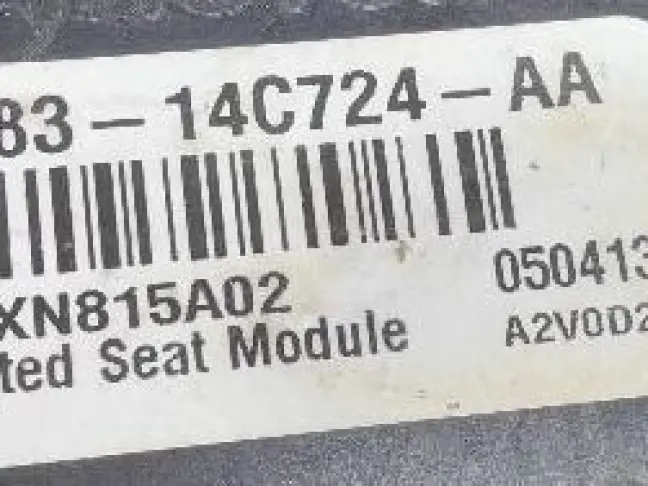 83-14C724-AA
XN815A02 050413
ted Seat Module A2V0D2